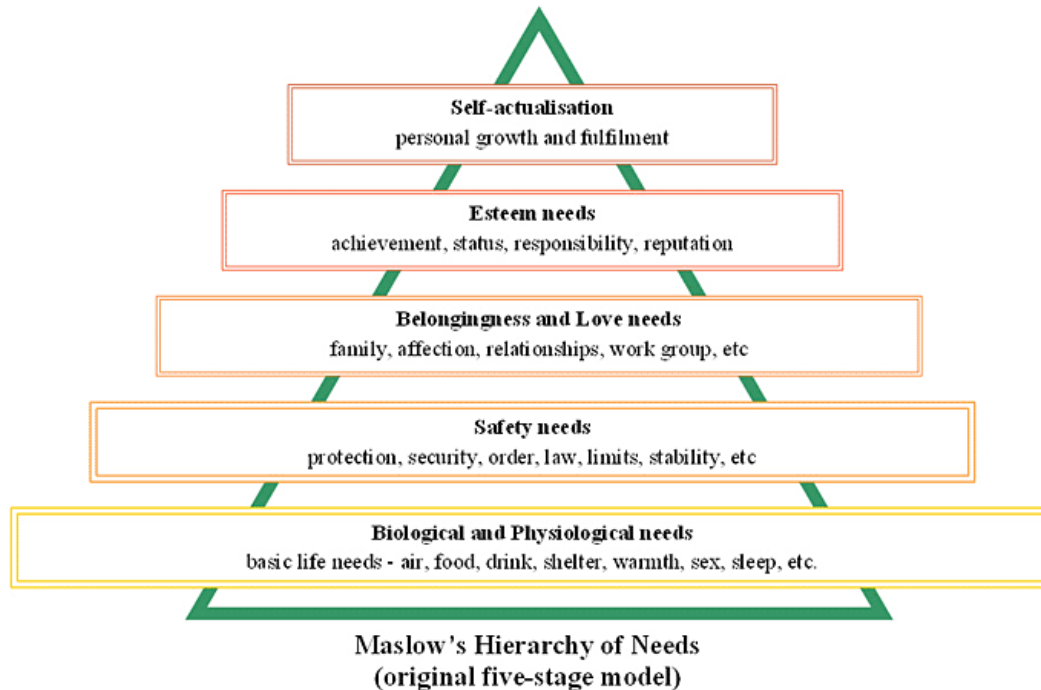 Self-actualisation
personal growth and fulfilment
Esteem needs
achievement, status, responsibility, reputation
Belongingness and Love needs
family, affection, relationships, work group, etc
Safety needs
protection, security, order, law, limits, stability, etc
Biological and Physiological needs
basic life needs - air, food, drink, shelter, warmth, sex, sleep, etc.
Maslow's Hierarchy of Needs
(original five-stage model)